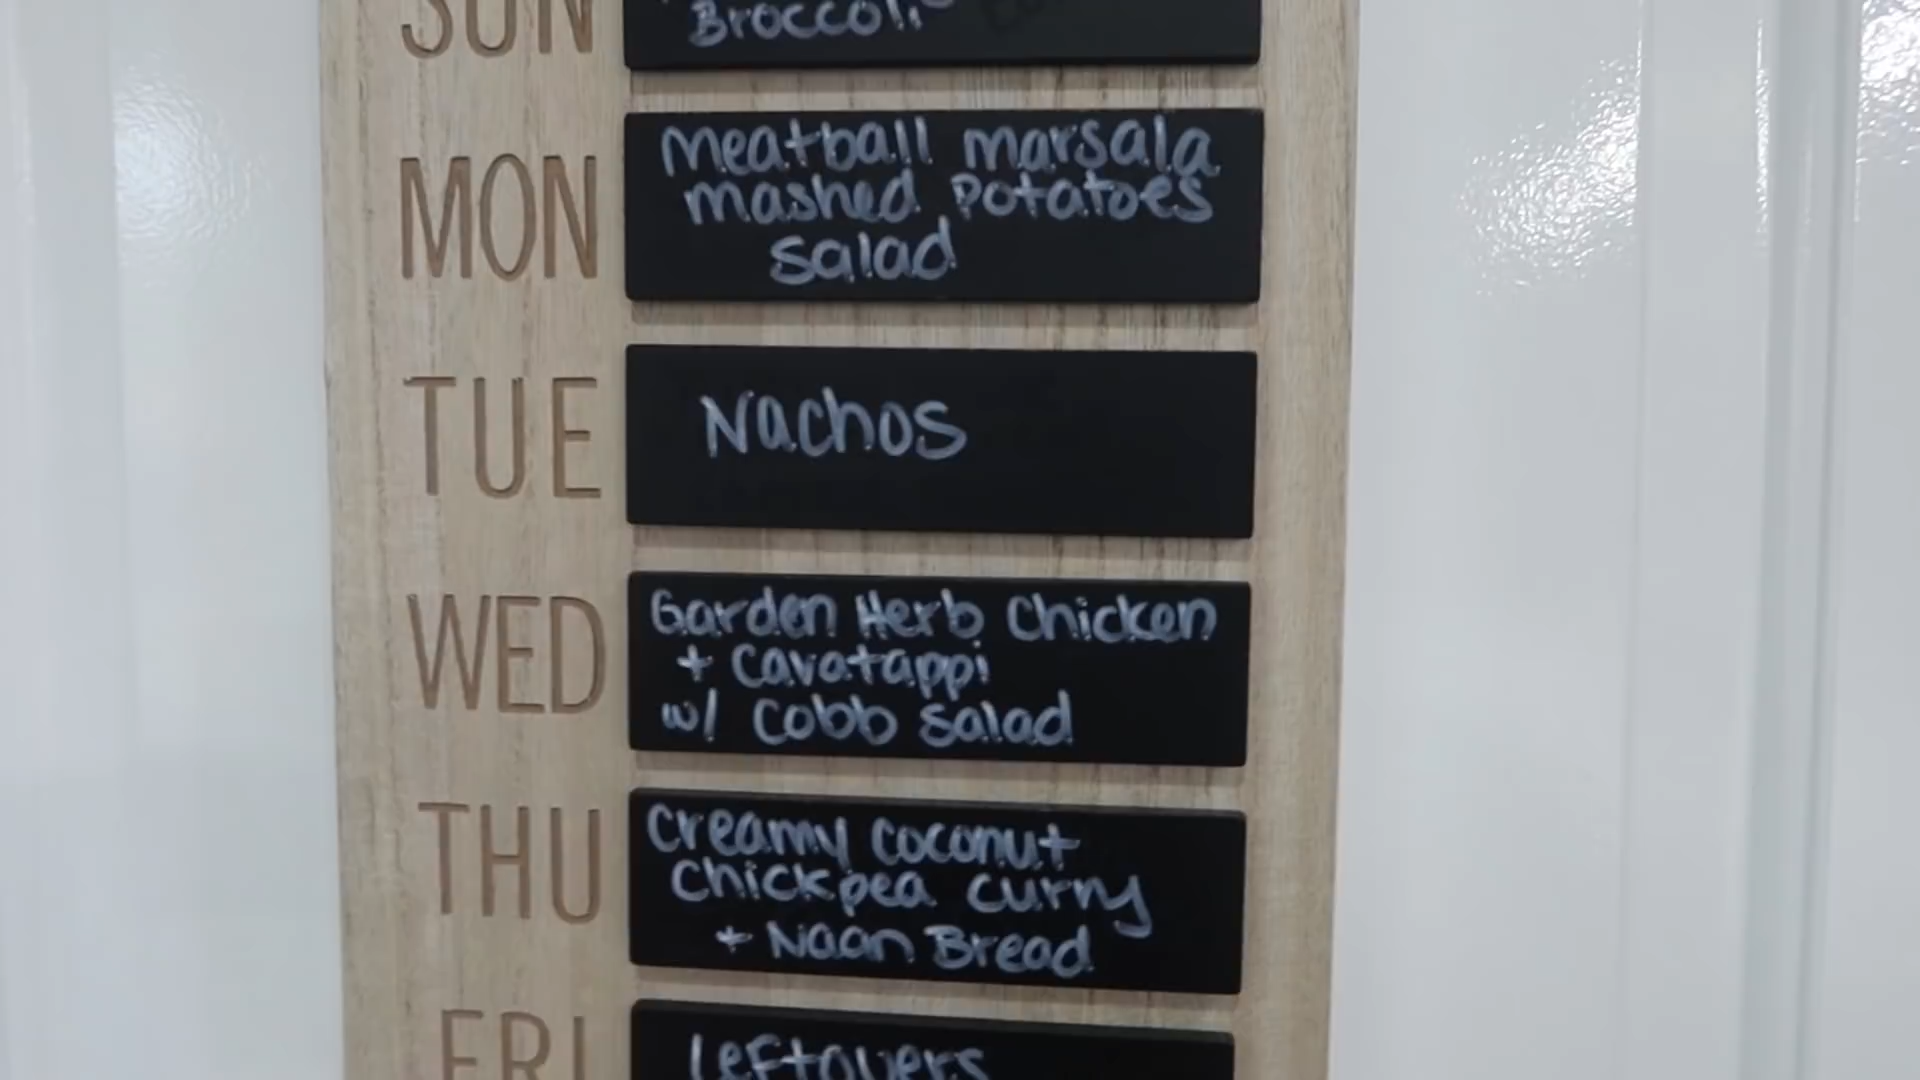 SUN
Broccoli
MON
Meatball marsala
mashed Potatoes
salad
TUE
Nachos
WED
Garden Herb Chicken
+ Cavatappi
w/ Cobb Salad
THU
Creamy Coconut
Chickpea Curry
+ Naan Bread
FRI
Leftovers